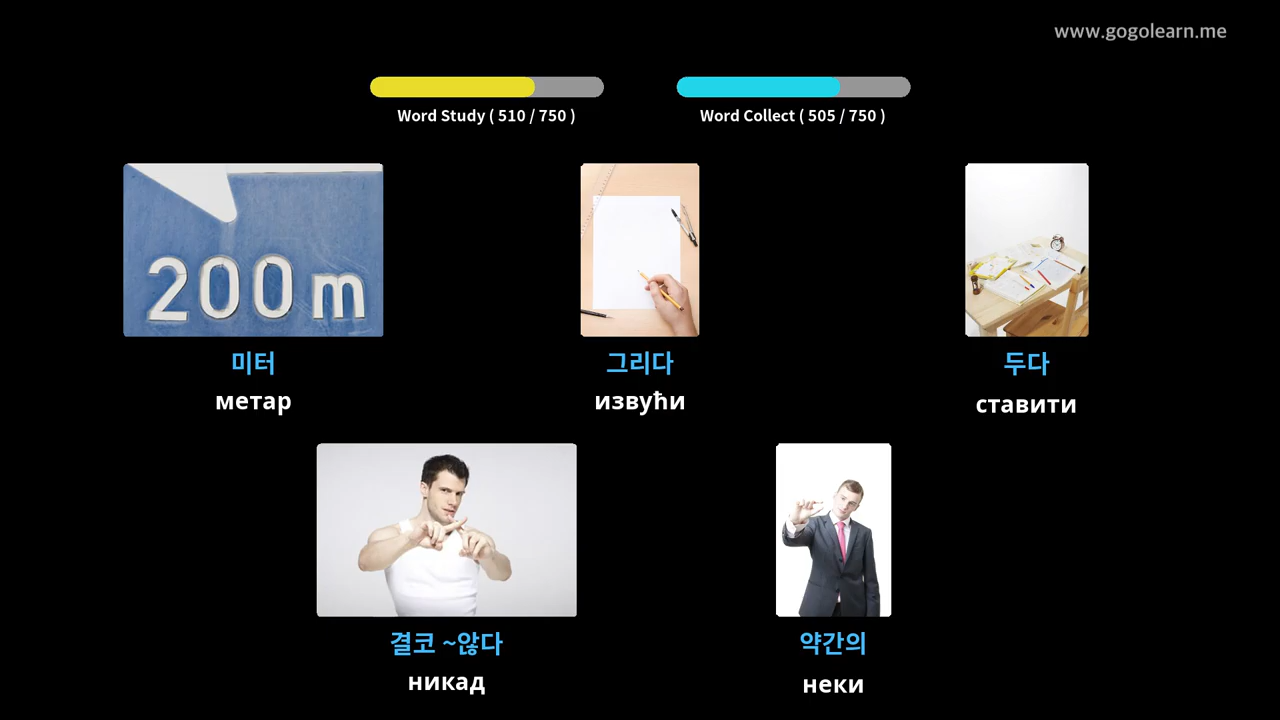 www.gogolearn.me
Word Study ( 510 / 750 )
Word Collect ( 505 / 750 )
200m
미터
그리다
두다
метар
извући
ставити
결코 ~않다
약간의
никад
неки